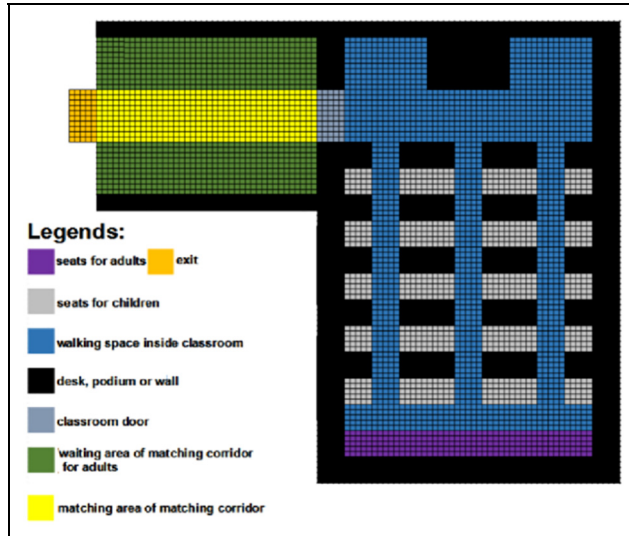 Legends:
seats for adults exit
seats for children
walking space inside classroom
desk, podium or wall
classroom door
waiting area of matching corridor
for adults
matching area of matching corridor